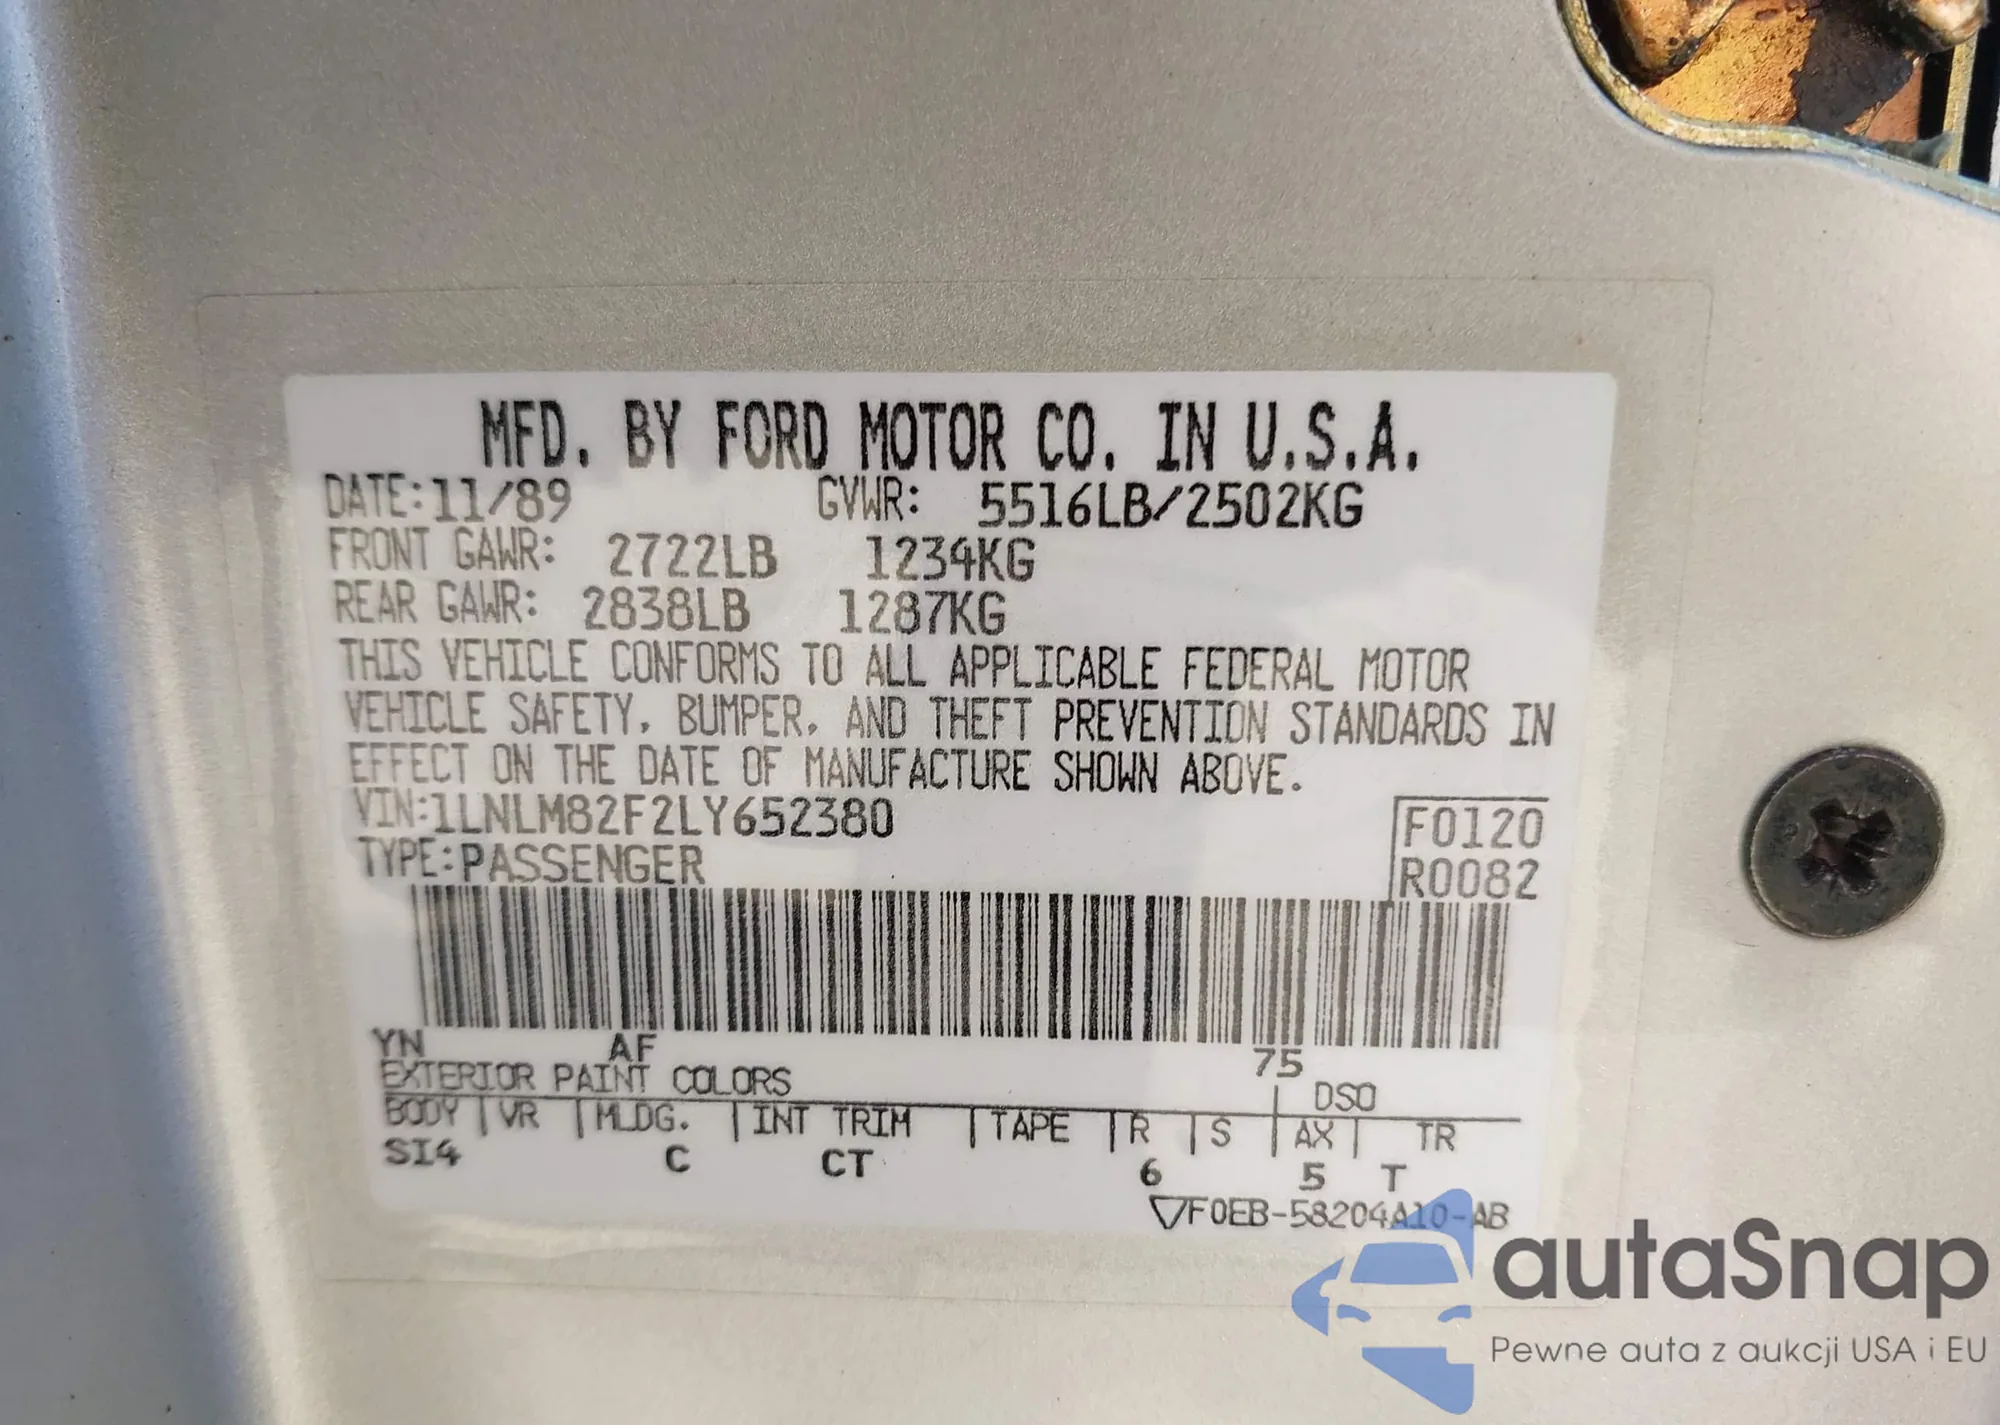 MFD. BY FORD MOTOR CO. IN U.S.A.
DATE: 11/89 GVWR: 5516LB/2502KG
FRONT GAWR: 2722LB 1234KG
REAR GAWR: 2838LB 1287KG
THIS VEHICLE CONFORMS TO ALL APPLICABLE FEDERAL MOTOR
VEHICLE SAFETY, BUMPER, AND THEFT PREVENTION STANDARDS IN
EFFECT ON THE DATE OF MANUFACTURE SHOWN ABOVE.
VIN: 1LNLM82F2LY652380
F0120
TYPE: PASSENGER
R0082
YN AF 75
EXTERIOR PAINT COLORS DSO
BODY VR MLDG. INT TRIM TAPE R S AX TR
SI4 C CT 6 5 T
F0EB-58204A10-AB
autaSnap
Pewne auta z aukcji USA i EU